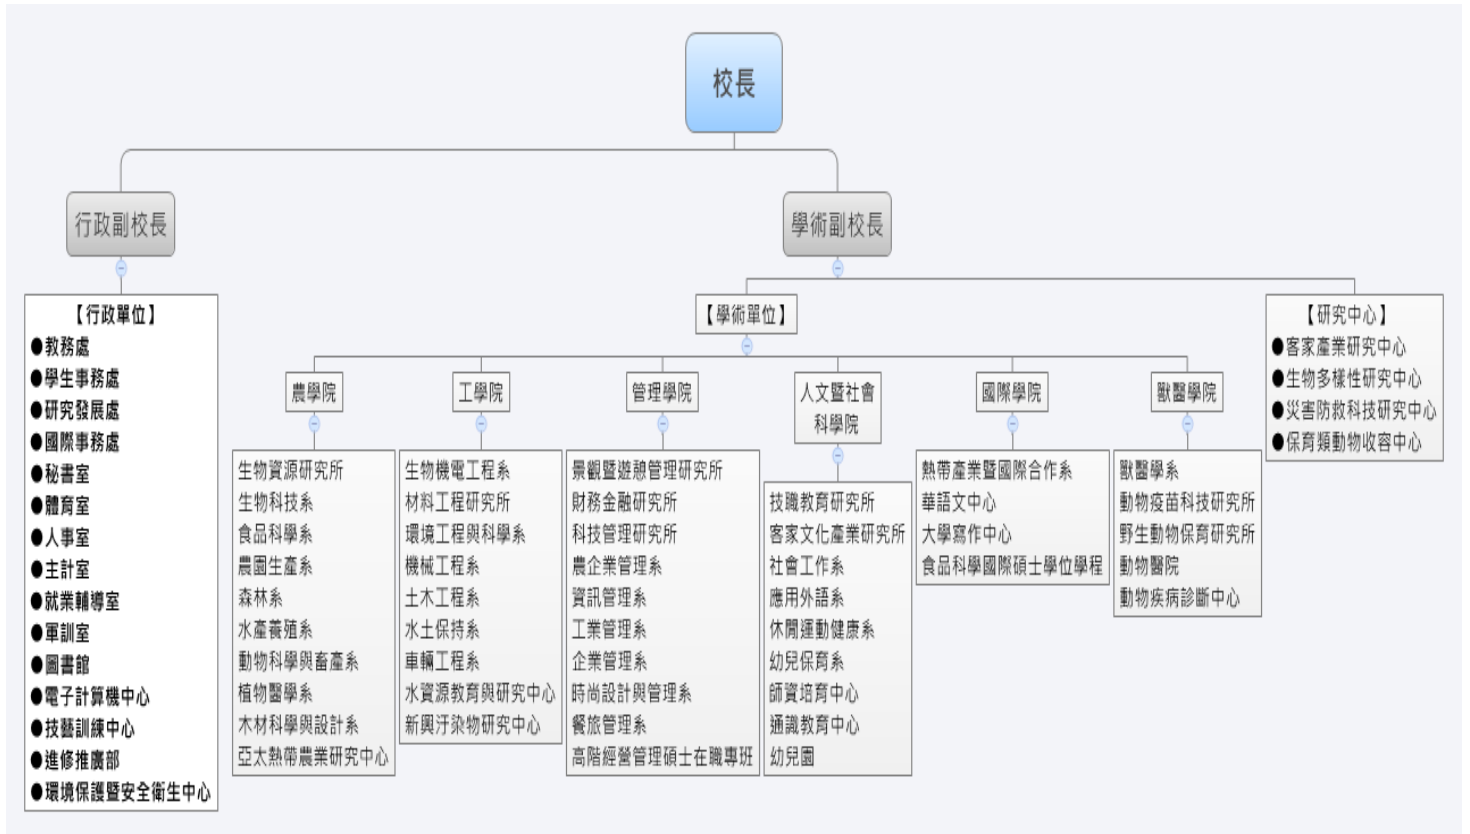 校長
行政副校長
學術副校長
【行政單位】
●教務處
●學生事務處
●研究發展處
●國際事務處
●秘書室
●體育室
●人事室
●主計室
●就業輔導室
●軍訓室
●圖書館
●電子計算機中心
●技藝訓練中心
●進修推廣部
●環境保護暨安全衛生中心
【學術單位】
農學院
生物資源研究所
生物科技系
食品科學系
農園生產系
森林系
水產養殖系
動物科學與畜產系
植物醫學系
木材科學與設計系
亞太熱帶農業研究中心
工學院
生物機電工程系
材料工程研究所
環境工程與科學系
機械工程系
土木工程系
水土保持系
車輛工程系
水資源教育與研究中心
新興汙染物研究中心
管理學院
景觀暨遊憩管理研究所
財務金融研究所
科技管理研究所
農企業管理系
資訊管理系
工業管理系
企業管理系
時尚設計與管理系
餐旅管理系
高階經營管理碩士在職專班
人文暨社會
科學院
技職教育研究所
客家文化產業研究所
社會工作系
應用外語系
休閒運動健康系
幼兒保育系
師資培育中心
通識教育中心
幼兒園
國際學院
熱帶產業暨國際合作系
華語文中心
大學寫作中心
食品科學國際碩士學位學程
獸醫學院
獸醫學系
動物疫苗科技研究所
野生動物保育研究所
動物醫院
動物疾病診斷中心
【研究中心】
●客家產業研究中心
●生物多樣性研究中心
●災害防救科技研究中心
●保育類動物收容中心